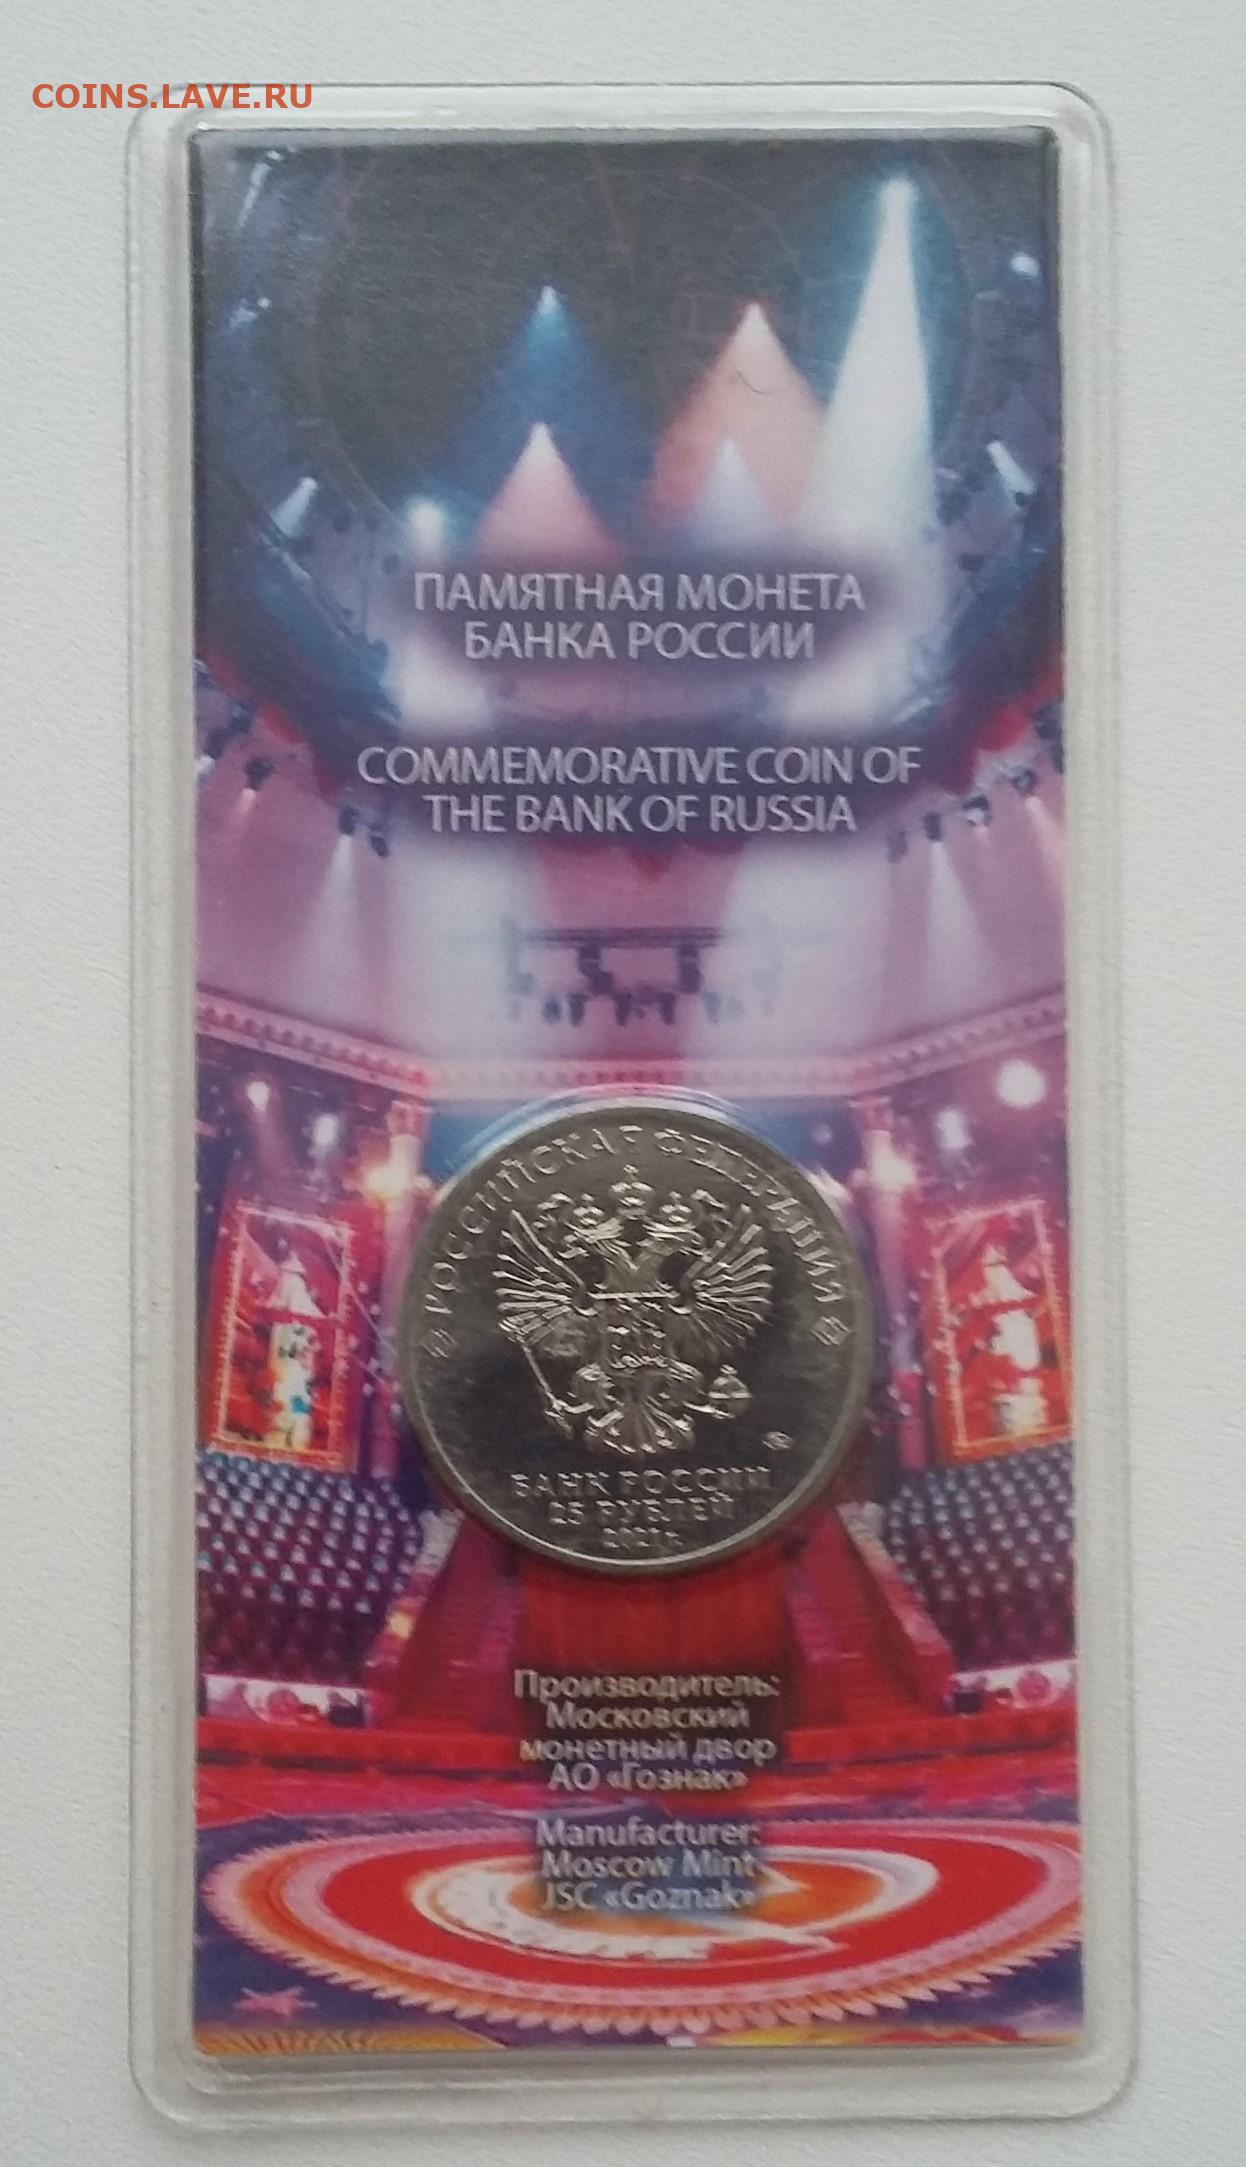 COINS.LAVE.RU
ПАМЯТНАЯ МОНЕТА
БАНКА РОССИИ
COMMEMORATIVE COIN OF
THE BANK OF RUSSIA
РОССИЙСКАЯ ФЕДЕРАЦИЯ
БАНК РОССИИ
25 РУБЛЕЙ
Производитель:
Московский
монетный двор
АО «Гознак»
Manufacturer:
Moscow Mint
JSC «Goznak»